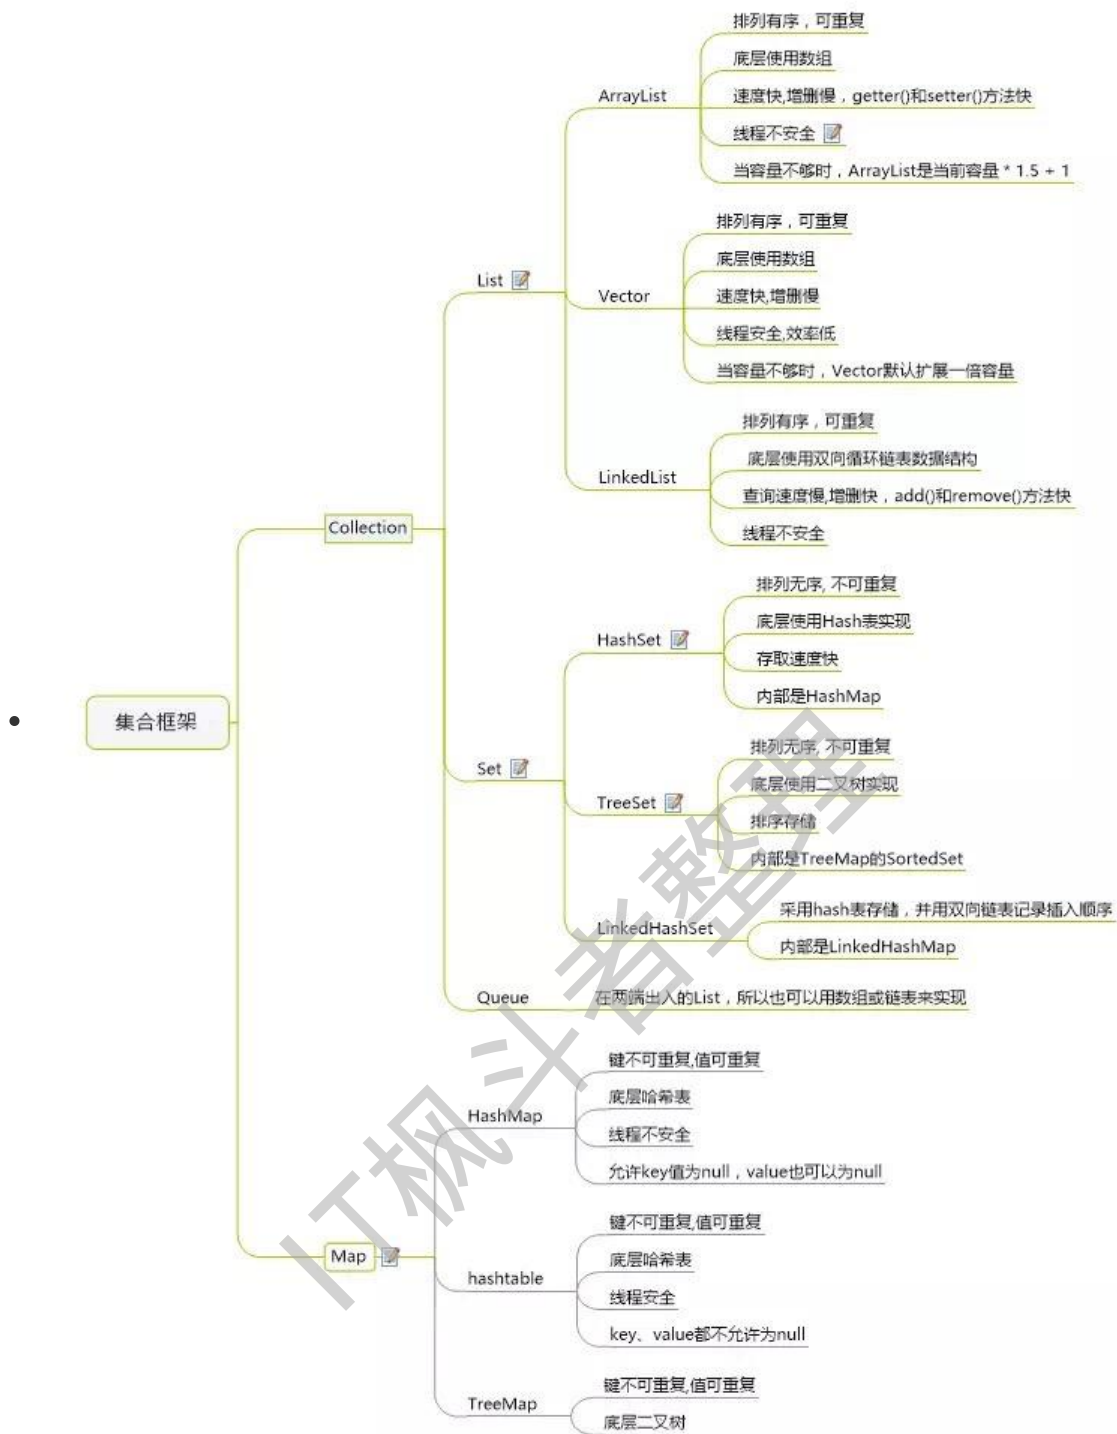 排列有序，可重复
底层使用数组
ArrayList
速度快,增删慢，getter()和setter()方法快
线程不安全
当容量不够时，ArrayList是当前容量 * 1.5 + 1
排列有序，可重复
底层使用数组
List
Vector
速度快,增删慢
线程安全,效率低
当容量不够时，Vector默认扩展一倍容量
排列有序，可重复
底层使用双向循环链表数据结构
LinkedList
查询速度慢,增删快，add()和remove()方法快
线程不安全
Collection
排列无序, 不可重复
底层使用Hash表实现
HashSet
存取速度快
内部是HashMap
集合框架
排列无序, 不可重复
Set
底层使用二叉树实现
TreeSet
排序存储
内部是TreeMap的SortedSet
采用hash表存储，并用双向链表记录插入顺序
LinkedHashSet
内部是LinkedHashMap
Queue
在两端出入的List，所以也可以用数组或链表来实现
键不可重复,值可重复
底层哈希表
HashMap
线程不安全
允许key值为null，value也可以为null
键不可重复,值可重复
Map
底层哈希表
hashtable
线程安全
key、value都不允许为null
键不可重复,值可重复
TreeMap
底层二叉树
IT枫斗者整理